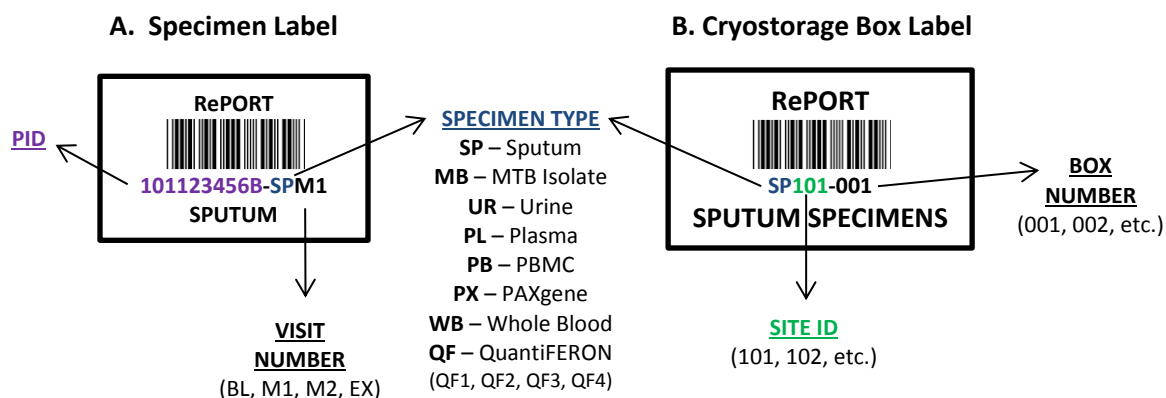 A. Specimen Label
B. Cryostorage Box Label
RePORT
101123456B-SPM1
SPUTUM
PID
VISIT
NUMBER
(BL, M1, M2, EX)
SPECIMEN TYPE
SP – Sputum
MB – MTB Isolate
UR – Urine
PL – Plasma
PB – PBMC
PX – PAXgene
WB – Whole Blood
QF – QuantiFERON
(QF1, QF2, QF3, QF4)
RePORT
SP101-001
SPUTUM SPECIMENS
BOX
NUMBER
(001, 002, etc.)
SITE ID
(101, 102, etc.)